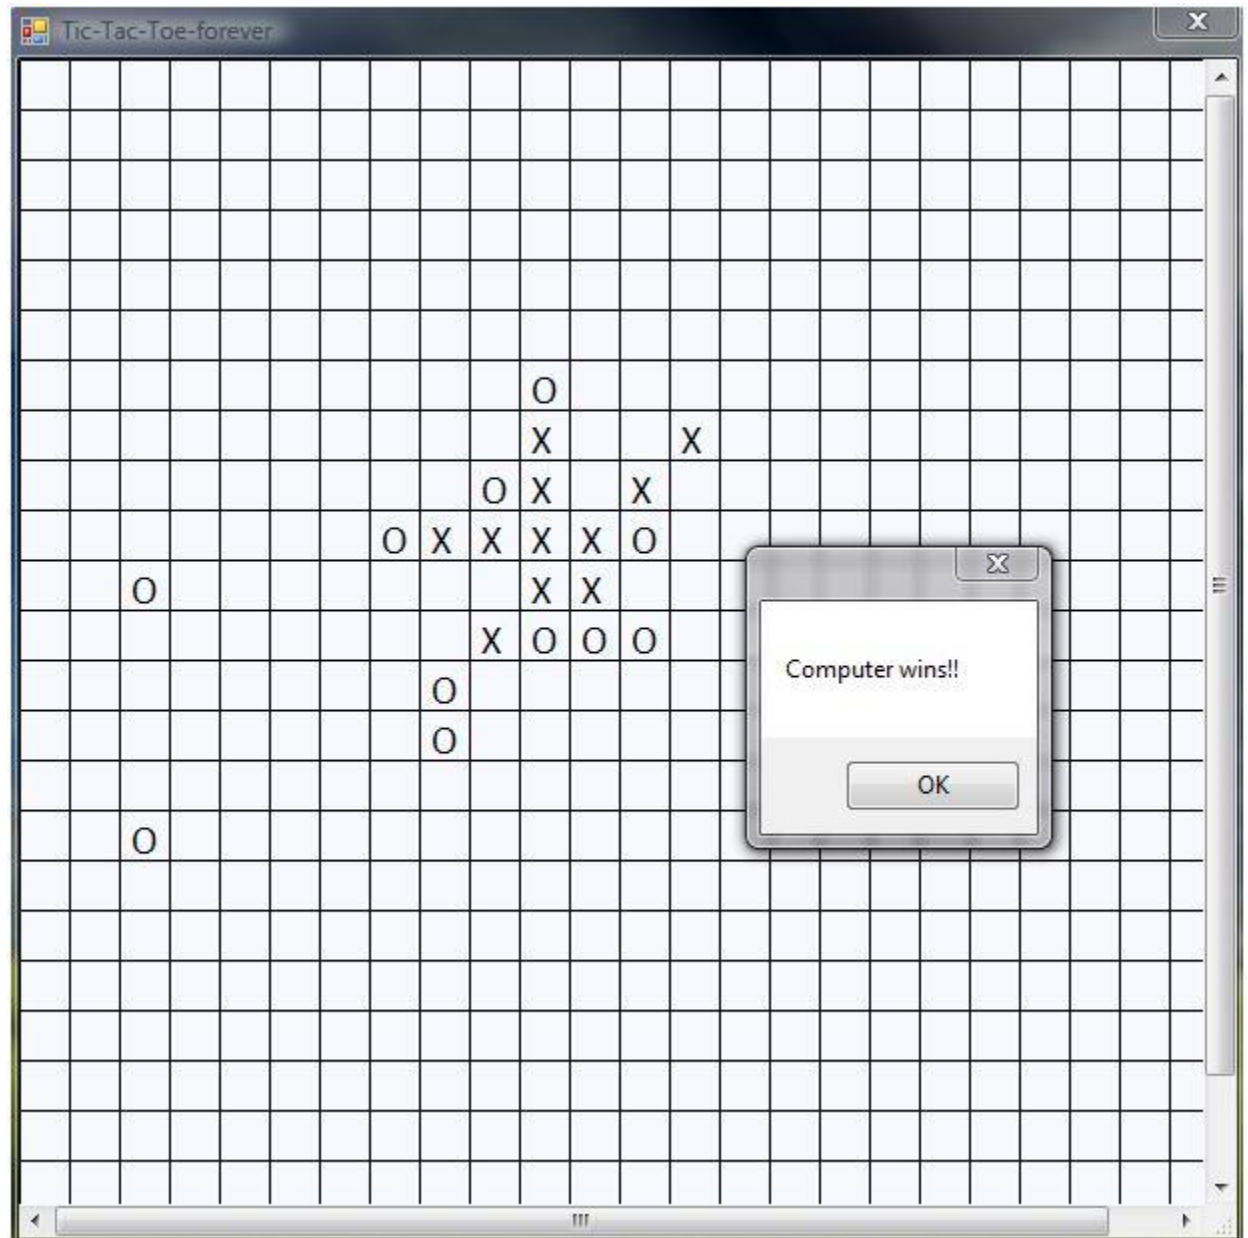 Tic-Tac-Toe-forever
O
X X
O X X
O X X X X O
O X X
X O O O
Computer wins!!
O
O
OK
O